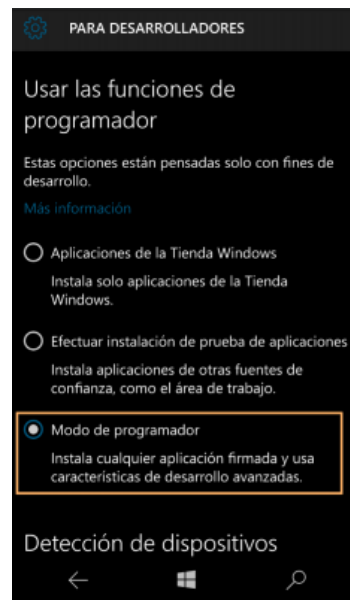 PARA DESARROLLADORES
Usar las funciones de
programador
Estas opciones están pensadas solo con fines de
desarrollo.
Más información
Aplicaciones de la Tienda Windows
Instala solo aplicaciones de la Tienda
Windows.
Efectuar instalación de prueba de aplicaciones
Instala aplicaciones de otras fuentes de
confianza, como el área de trabajo.
Modo de programador
Instala cualquier aplicación firmada y usa
características de desarrollo avanzadas.
Detección de dispositivos